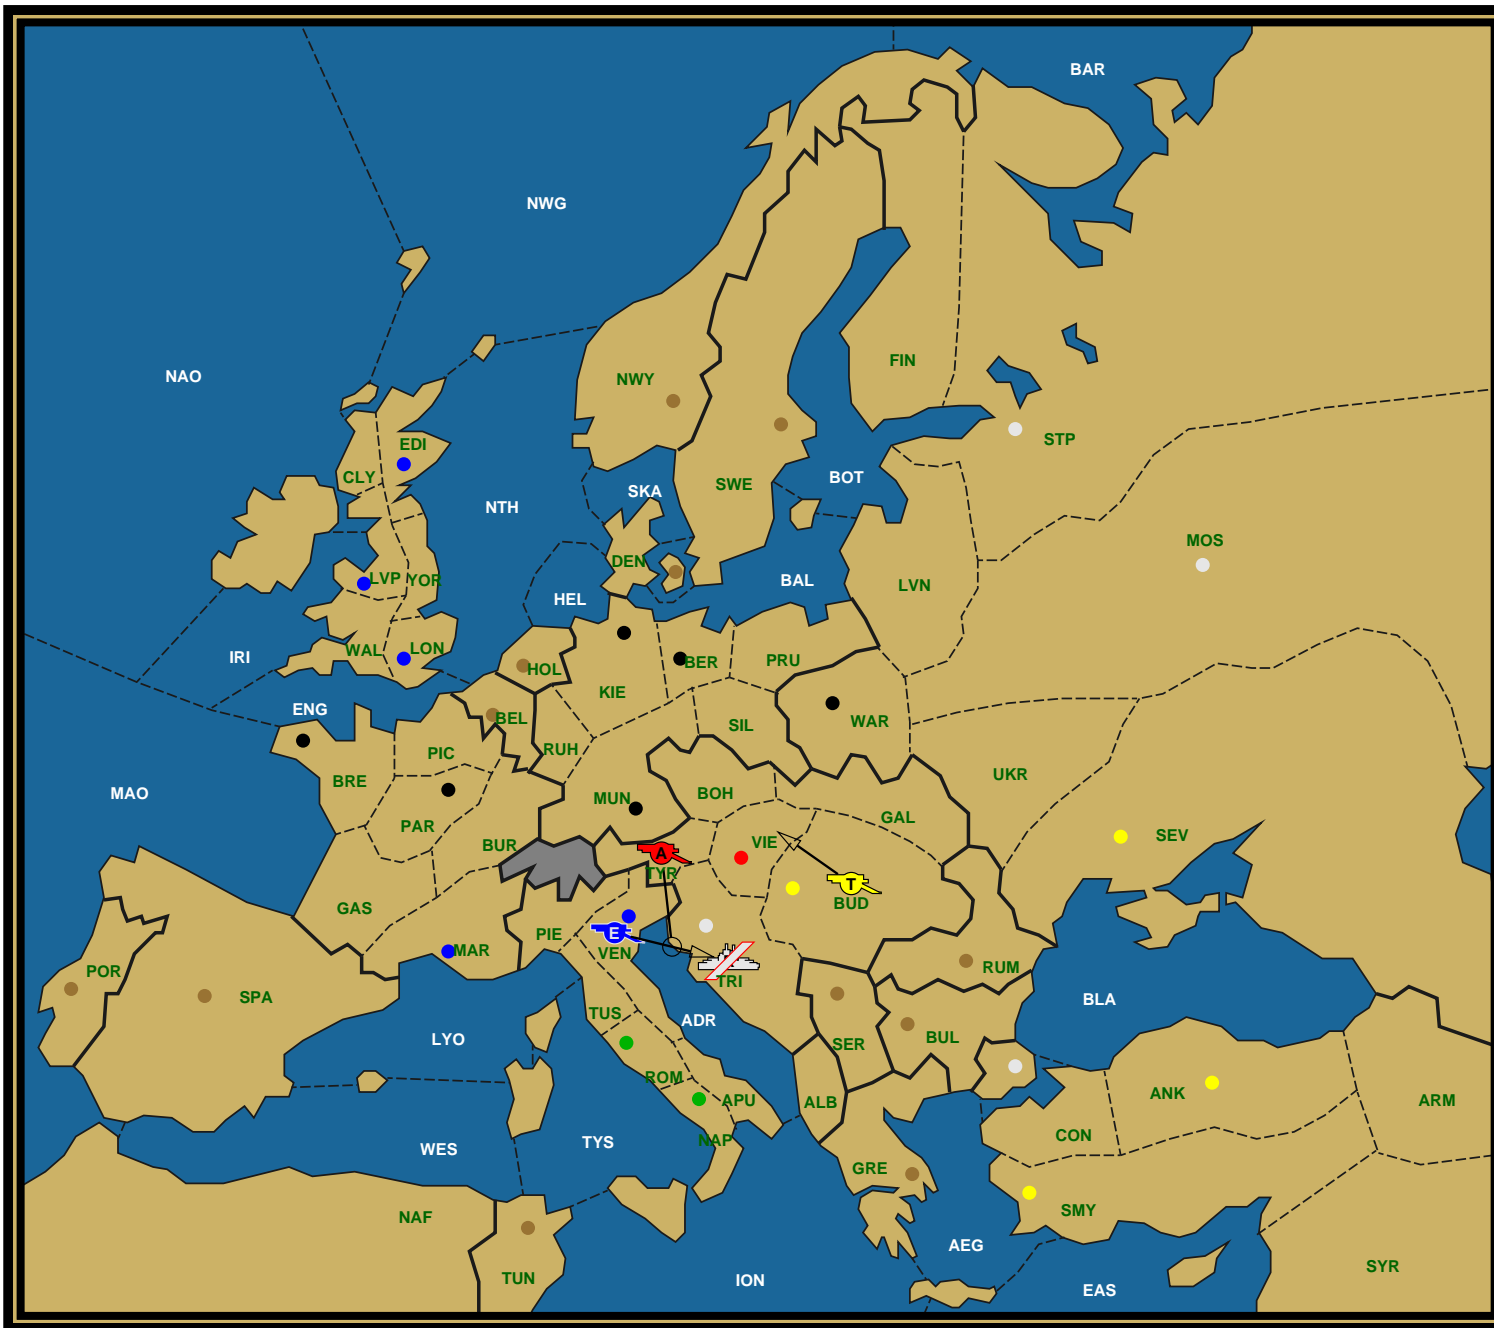 BAR
NWG
NAO
FIN
NWY
STP
EDI
CLY
SWE
BOT
SKA
NTH
MOS
DEN
LVP YOR
BAL
LVN
HEL
WAL
LON
IRI
HOL
BER
PRU
KIE
ENG
BEL
WAR
SIL
RUH
PIC
BRE
UKR
MAO
BOH
MUN
GAL
PAR
SEV
VIE
BUR
A
TYR
T
BUD
GAS
E
PIE
VEN
MAR
RUM
POR
TRI
SPA
BLA
TUS
ADR
LYO
SER
BUL
ROM
ANK
APU
ALB
ARM
CON
NAP
TYS
WES
GRE
SMY
NAF
AEG
SYR
TUN
ION
EAS